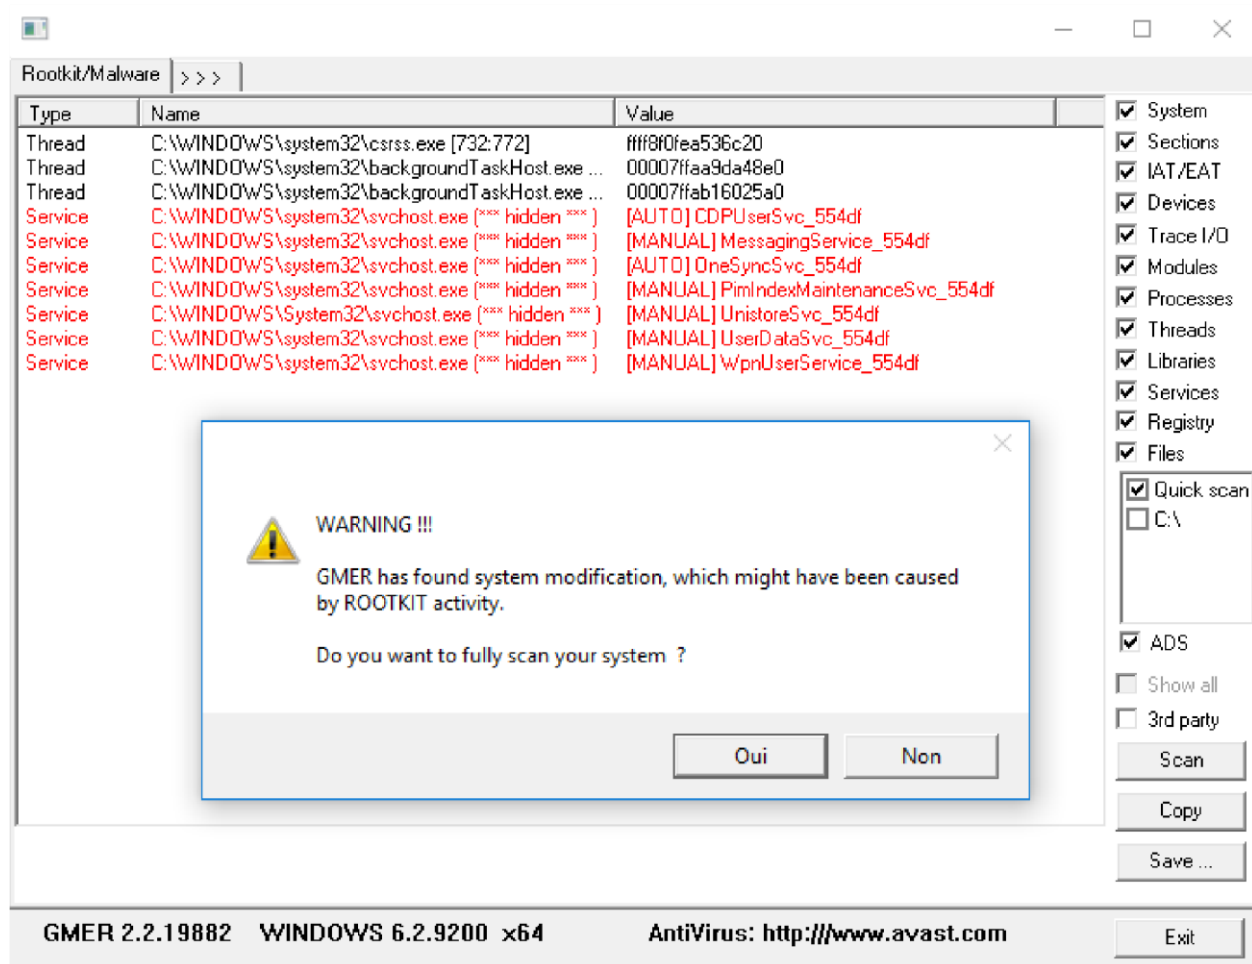 Rootkit/Malware > > >
Type Name Value
Thread C:\WINDOWS\system32\csrss.exe [732:772] ffff8f0fea536c20
Thread C:\WINDOWS\system32\backgroundTaskHost.exe ... 00007ffaa9da48e0
Thread C:\WINDOWS\system32\backgroundTaskHost.exe ... 00007ffab16025a0
Service C:\WINDOWS\system32\svchost.exe (*** hidden *** ) [AUTO] CDPUserSvc_554df
Service C:\WINDOWS\system32\svchost.exe (*** hidden *** ) [MANUAL] MessagingService_554df
Service C:\WINDOWS\system32\svchost.exe (*** hidden *** ) [AUTO] OneSyncSvc_554df
Service C:\WINDOWS\system32\svchost.exe (*** hidden *** ) [MANUAL] PimIndexMaintenanceSvc_554df
Service C:\WINDOWS\System32\svchost.exe (*** hidden *** ) [MANUAL] UnistoreSvc_554df
Service C:\WINDOWS\system32\svchost.exe (*** hidden *** ) [MANUAL] UserDataSvc_554df
Service C:\WINDOWS\system32\svchost.exe (*** hidden *** ) [MANUAL] WpnUserService_554df
WARNING !!!
GMER has found system modification, which might have been caused
by ROOTKIT activity.
Do you want to fully scan your system ?
Oui Non
System
Sections
IAT/EAT
Devices
Trace I/O
Modules
Processes
Threads
Libraries
Services
Registry
Files
Quick scan
C:\
ADS
Show all
3rd party
Scan
Copy
Save ...
GMER 2.2.19882 WINDOWS 6.2.9200 x64 AntiVirus: http:///www.avast.com
Exit